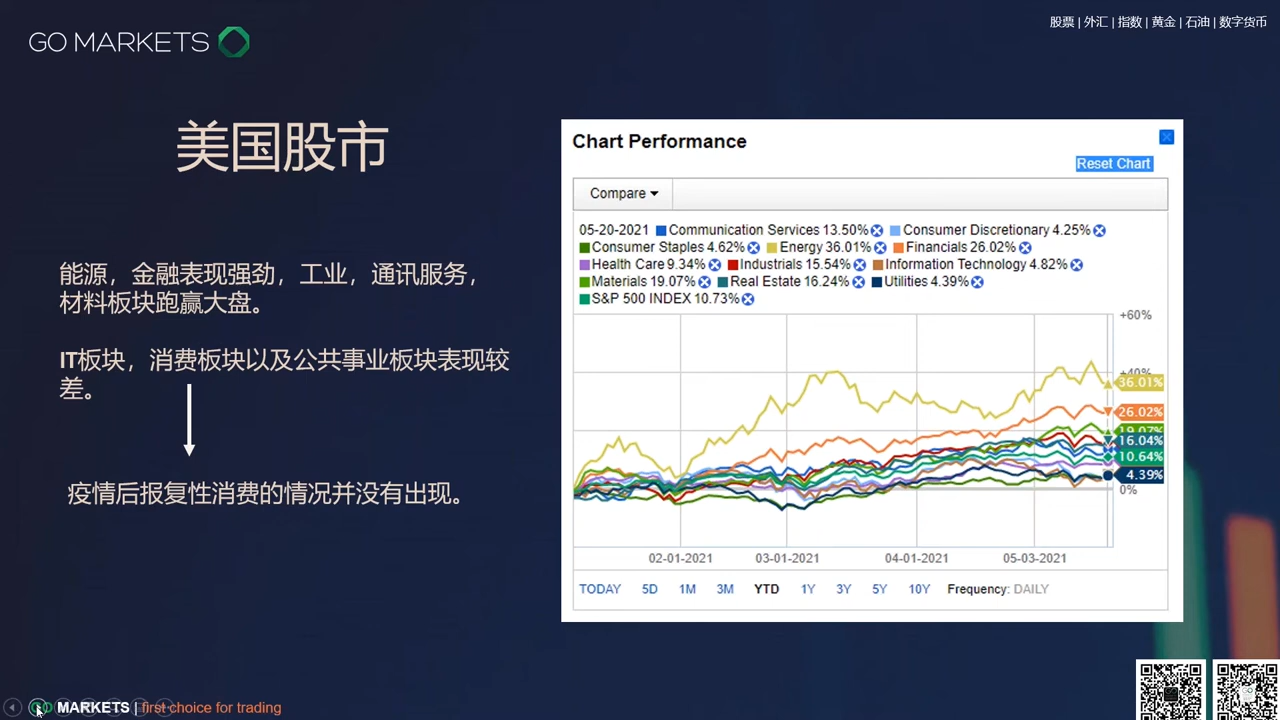 GO MARKETS
股票 | 外汇 | 指数 | 黄金 | 石油 | 数字货币
美国股市
能源，金融表现强劲，工业，通讯服务，
材料板块跑赢大盘。
IT板块，消费板块以及公共事业板块表现较
差。
疫情后报复性消费的情况并没有出现。
Chart Performance
Reset Chart
Compare
05-20-2021 Communication Services 13.50% Consumer Discretionary 4.25%
Consumer Staples 4.62% Energy 36.01% Financials 26.02%
Health Care 9.34% Industrials 15.54% Information Technology 4.82%
Materials 19.07% Real Estate 16.24% Utilities 4.39%
S&P 500 INDEX 10.73%
+60%
+40%
36.01%
26.02%
19.07%
16.04%
10.64%
4.39%
0%
02-01-2021 03-01-2021 04-01-2021 05-03-2021
TODAY 5D 1M 3M YTD 1Y 3Y 5Y 10Y Frequency: DAILY
GO MARKETS | first choice for trading